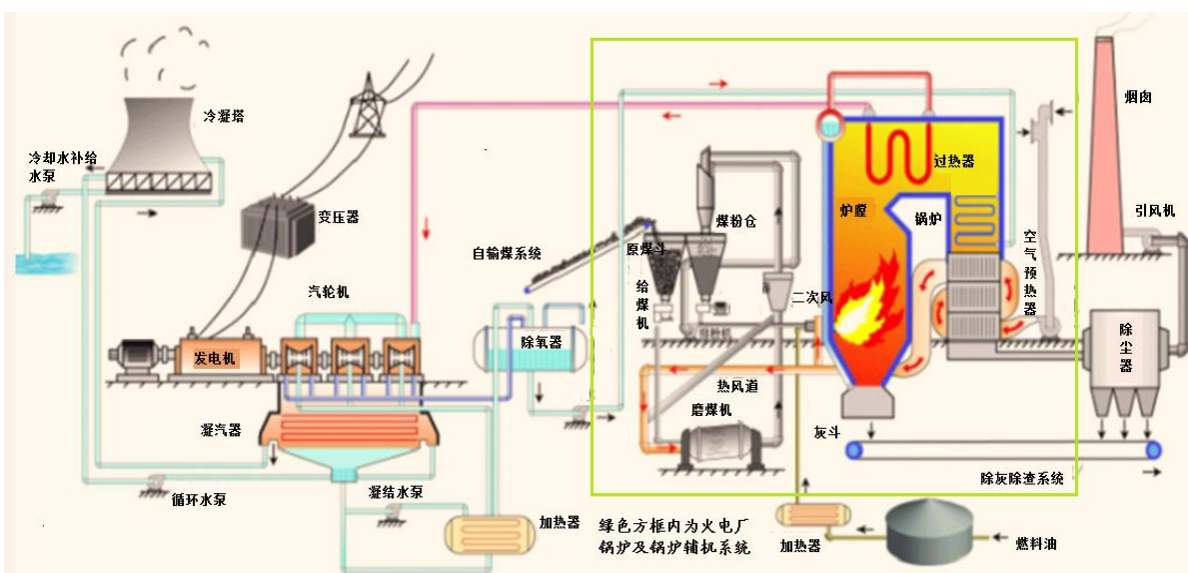 冷凝塔
冷却水补给
水泵
变压器
汽轮机
发电机
凝汽器
循环水泵
凝结水泵
加热器
除氧器
自输煤系统
原煤斗
给煤机
煤粉仓
二次风
热风道
磨煤机
炉膛
过热器
锅炉
空气预热器
灰斗
烟囱
引风机
除尘器
除灰除渣系统
绿色方框内为火电厂
锅炉及锅炉辅机系统
加热器
燃料油